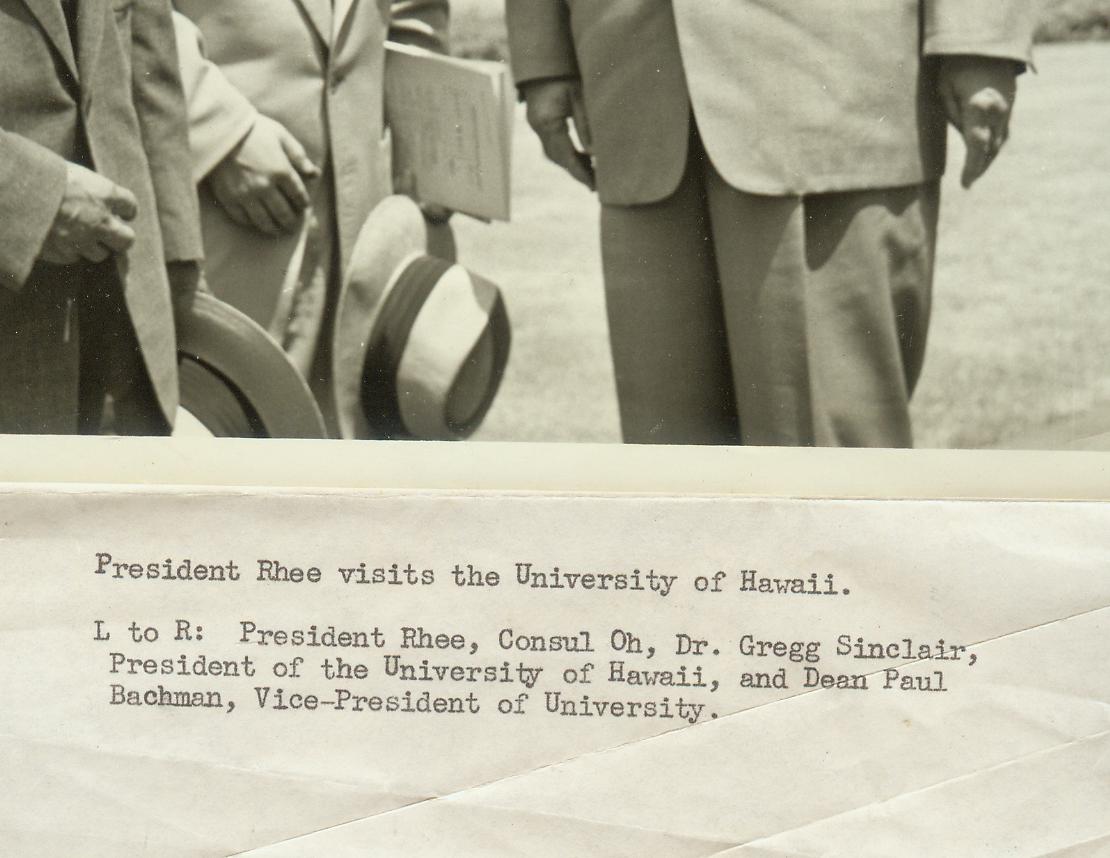 President Rhee visits the University of Hawaii.
L to R: President Rhee, Consul Oh, Dr. Gregg Sinclair,
President of the University of Hawaii, and Dean Paul
Bachman, Vice-President of University.